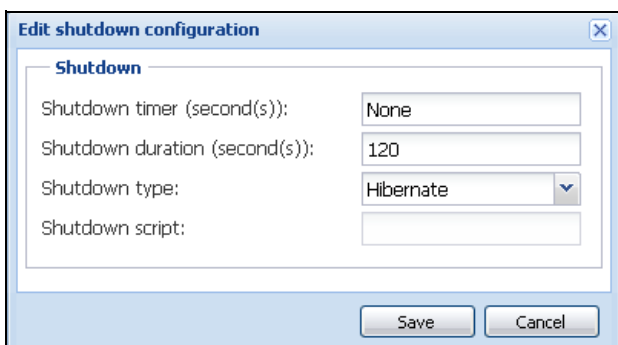 Edit shutdown configuration
Shutdown
Shutdown timer (second(s)): None
Shutdown duration (second(s)): 120
Shutdown type: Hibernate
Shutdown script:
Save Cancel